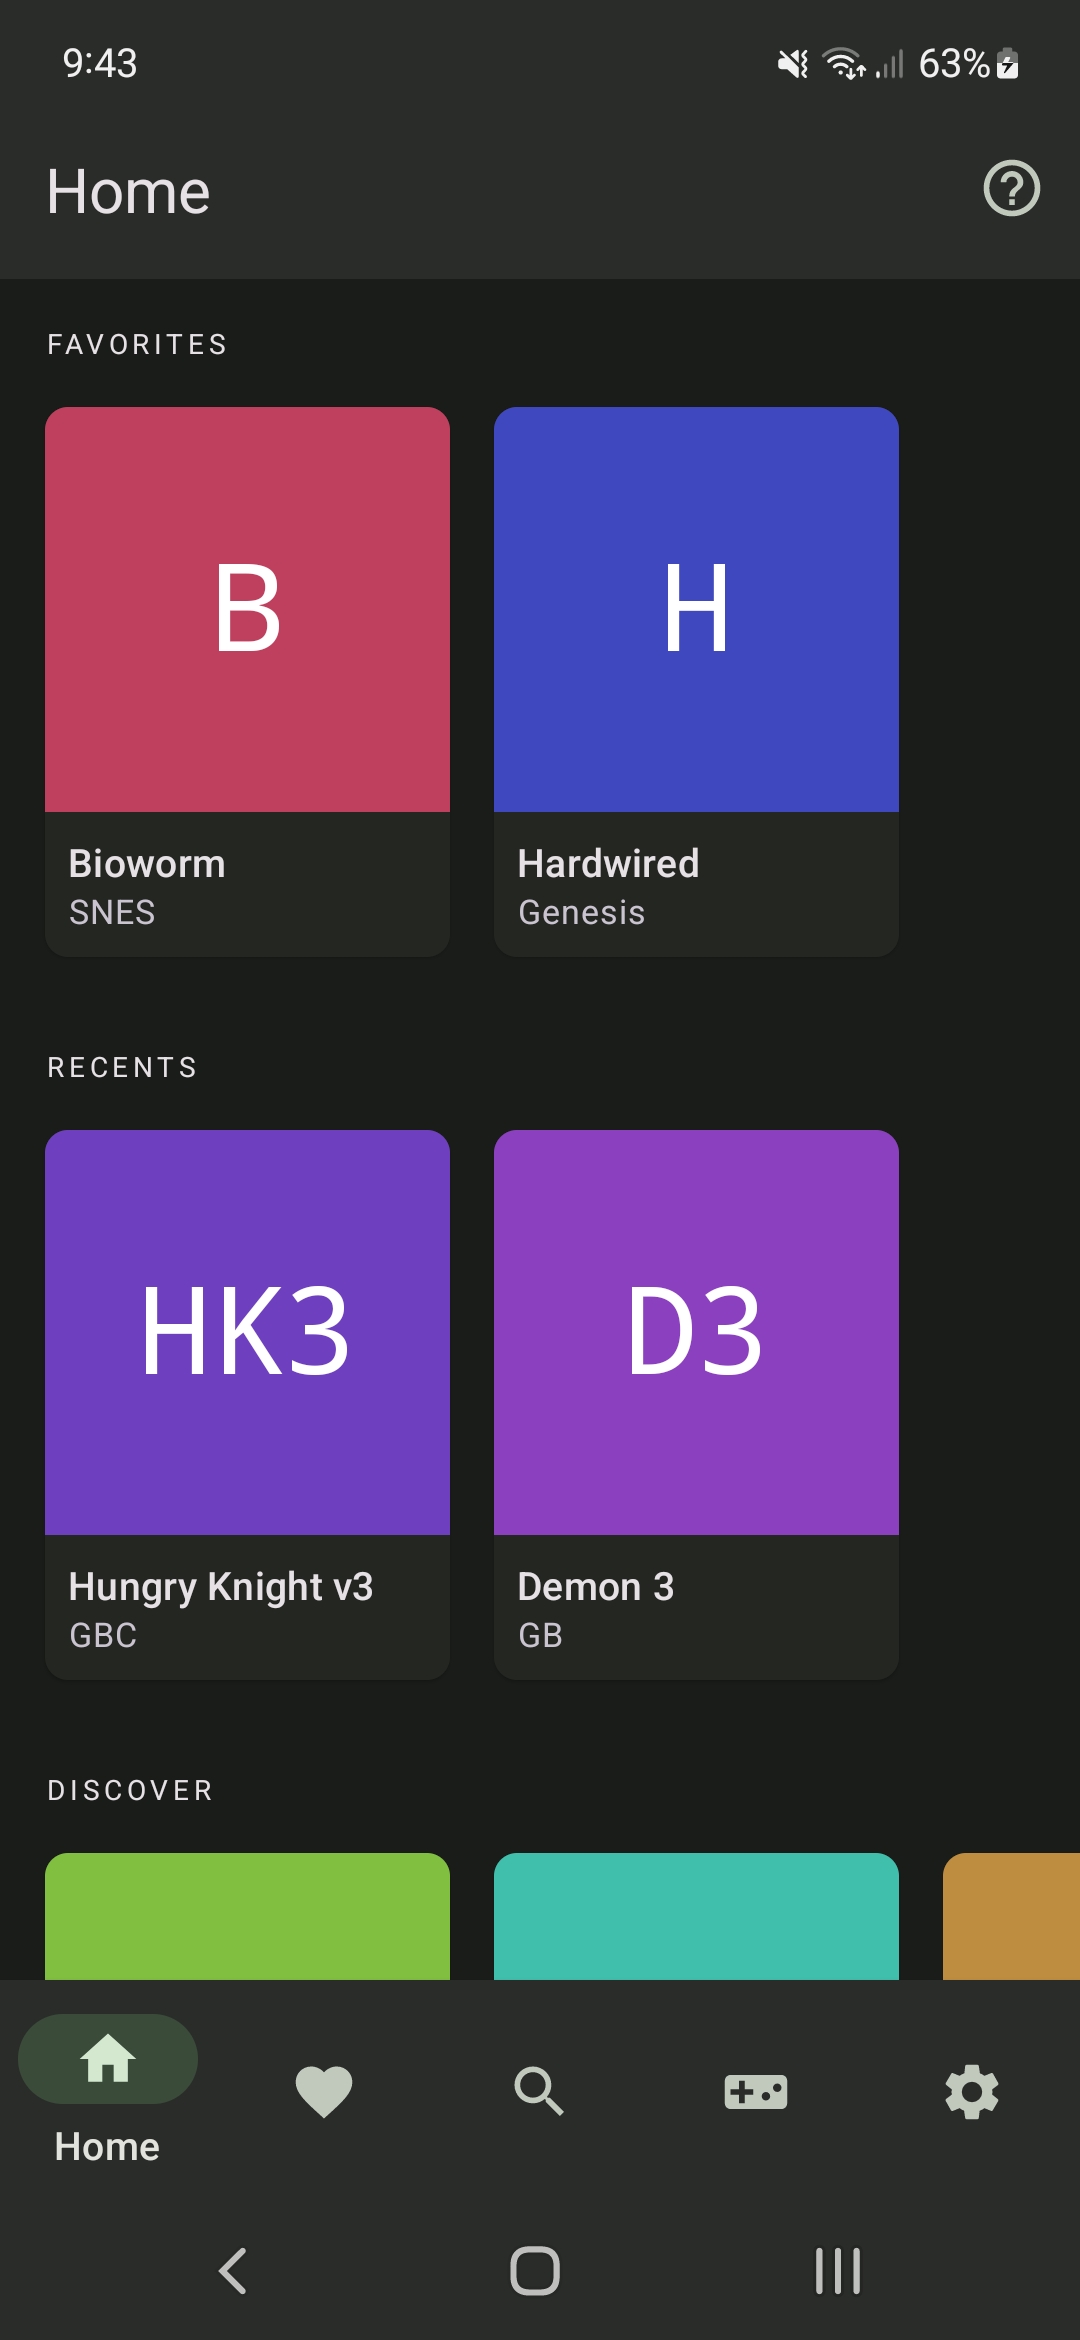 9:43
63%
Home
FAVORITES
B
H
Bioworm
SNES
Hardwired
Genesis
RECENTS
HK3
D3
Hungry Knight v3
GBC
Demon 3
GB
DISCOVER
Home